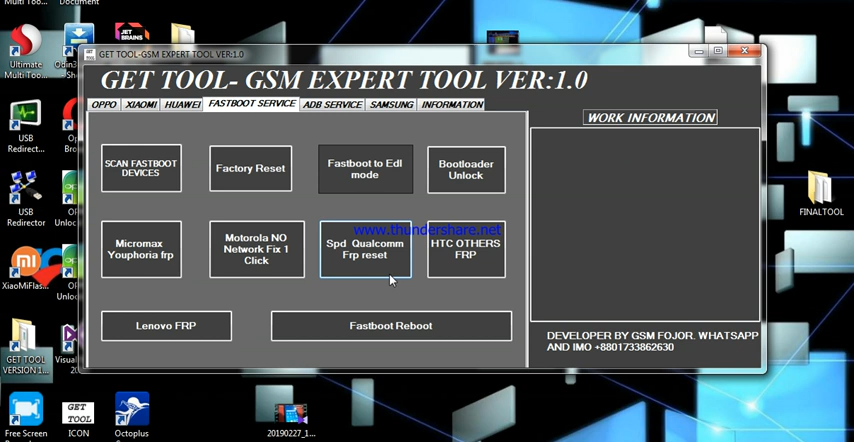 Multi Too...
Document
JET
BRAINS
Ultimate
Multi Too...
Odin3
USB
Redirect...
USB
Redirector
XiaoMiFlas...
GET TOOL
VERSION 1...
Free Screen
GET
TOOL
ICON
Octoplus
20190227_1...
FINALTOOL
GET
TOOL
GET TOOL-GSM EXPERT TOOL VER:1.0
GET TOOL- GSM EXPERT TOOL VER:1.0
OPPO
XIAOMI
HUAWEI
FASTBOOT SERVICE
ADB SERVICE
SAMSUNG
INFORMATION
WORK INFORMATION
SCAN FASTBOOT
DEVICES
Factory Reset
Fastboot to Edl
mode
Bootloader
Unlock
www.thundershare.net
Micromax
Youphoria frp
Motorola NO
Network Fix 1
Click
Spd Qualcomm
Frp reset
HTC OTHERS
FRP
Lenovo FRP
Fastboot Reboot
DEVELOPER BY GSM FOJOR. WHATSAPP
AND IMO +8801733862630